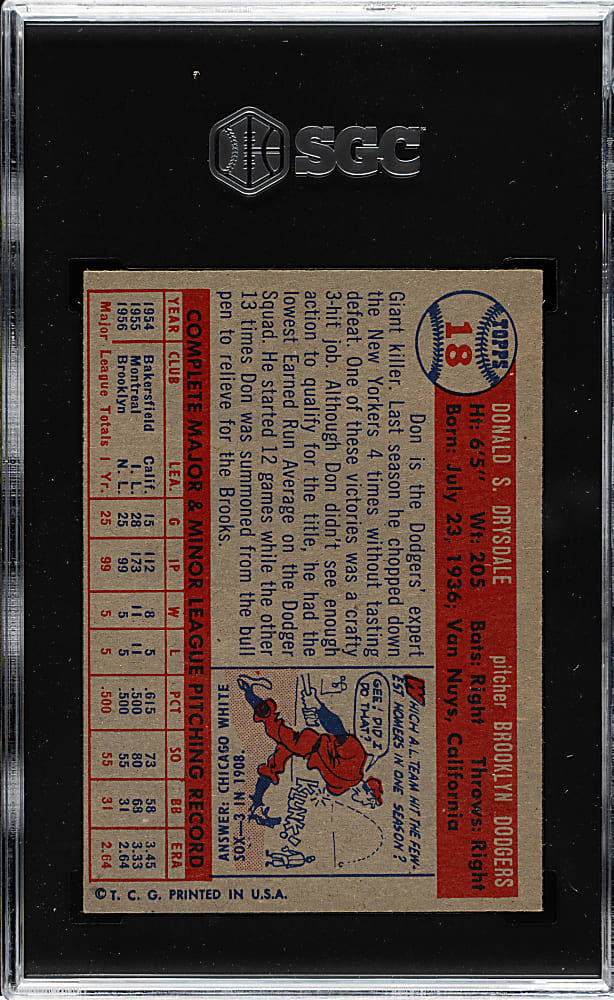 SGC
TOPPS
18
DONALD S. DRYSDALE pitcher BROOKLYN DODGERS
Ht: 6'5" Wt: 205 Bats: Right Throws: Right
Born: July 23, 1936; Van Nuys, California
Don is the Dodgers' expert
Giant killer. Last season he chopped down
the New Yorkers 4 times without tasting
defeat. One of these victories was a crafty
3-hit job. Although Don didn't see enough
action to qualify for the title, he had the
lowest Earned Run Average on the Dodger
Squad. He started 12 games while the other
13 times Don was summoned from the bull
pen to relieve for the Brooks.
WHICH A.L. TEAM HIT THE FEW-
EST HOMERS IN ONE SEASON?
GEE! DID I
DO THAT?
KLUNK
ANSWER: CHICAGO WHITE
SOX-3 IN 1908.
COMPLETE MAJOR & MINOR LEAGUE PITCHING RECORD
YEAR CLUB LEA. G IP W L PCT SO BB ERA
1954 Bakersfield Calif. 15 112 8 5 .615 73 58 3.45
1955 Montreal I. L. 28 173 11 11 .500 80 68 3.33
1956 Brooklyn N. L. 25 99 5 5 .500 55 31 2.64
Major League Totals 1 Yr. 25 99 5 5 .500 55 31 2.64
© T. C. G. PRINTED IN U.S.A.